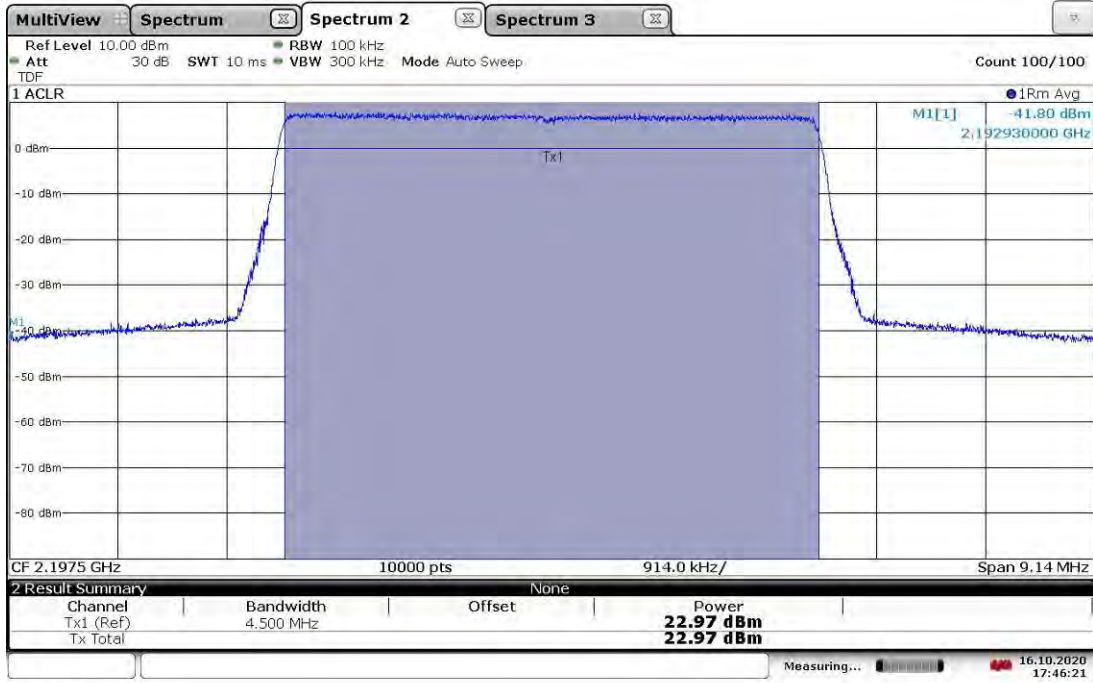 MultiView Spectrum Spectrum 2 Spectrum 3
Ref Level 10.00 dBm RBW 100 kHz
Att 30 dB SWT 10 ms VBW 300 kHz Mode Auto Sweep Count 100/100
TDF
1 ACLR 1Rm Avg
M1[1] -41.80 dBm
2.192930000 GHz
0 dBm
Tx1
-10 dBm
-20 dBm
-30 dBm
M1
-40 dBm
-50 dBm
-60 dBm
-70 dBm
-80 dBm
CF 2.1975 GHz 10000 pts 914.0 kHz/ Span 9.14 MHz
2 Result Summary None
Channel Bandwidth Offset Power
Tx1 (Ref) 4.500 MHz 22.97 dBm
Tx Total 22.97 dBm
Measuring... 16.10.2020
17:46:21